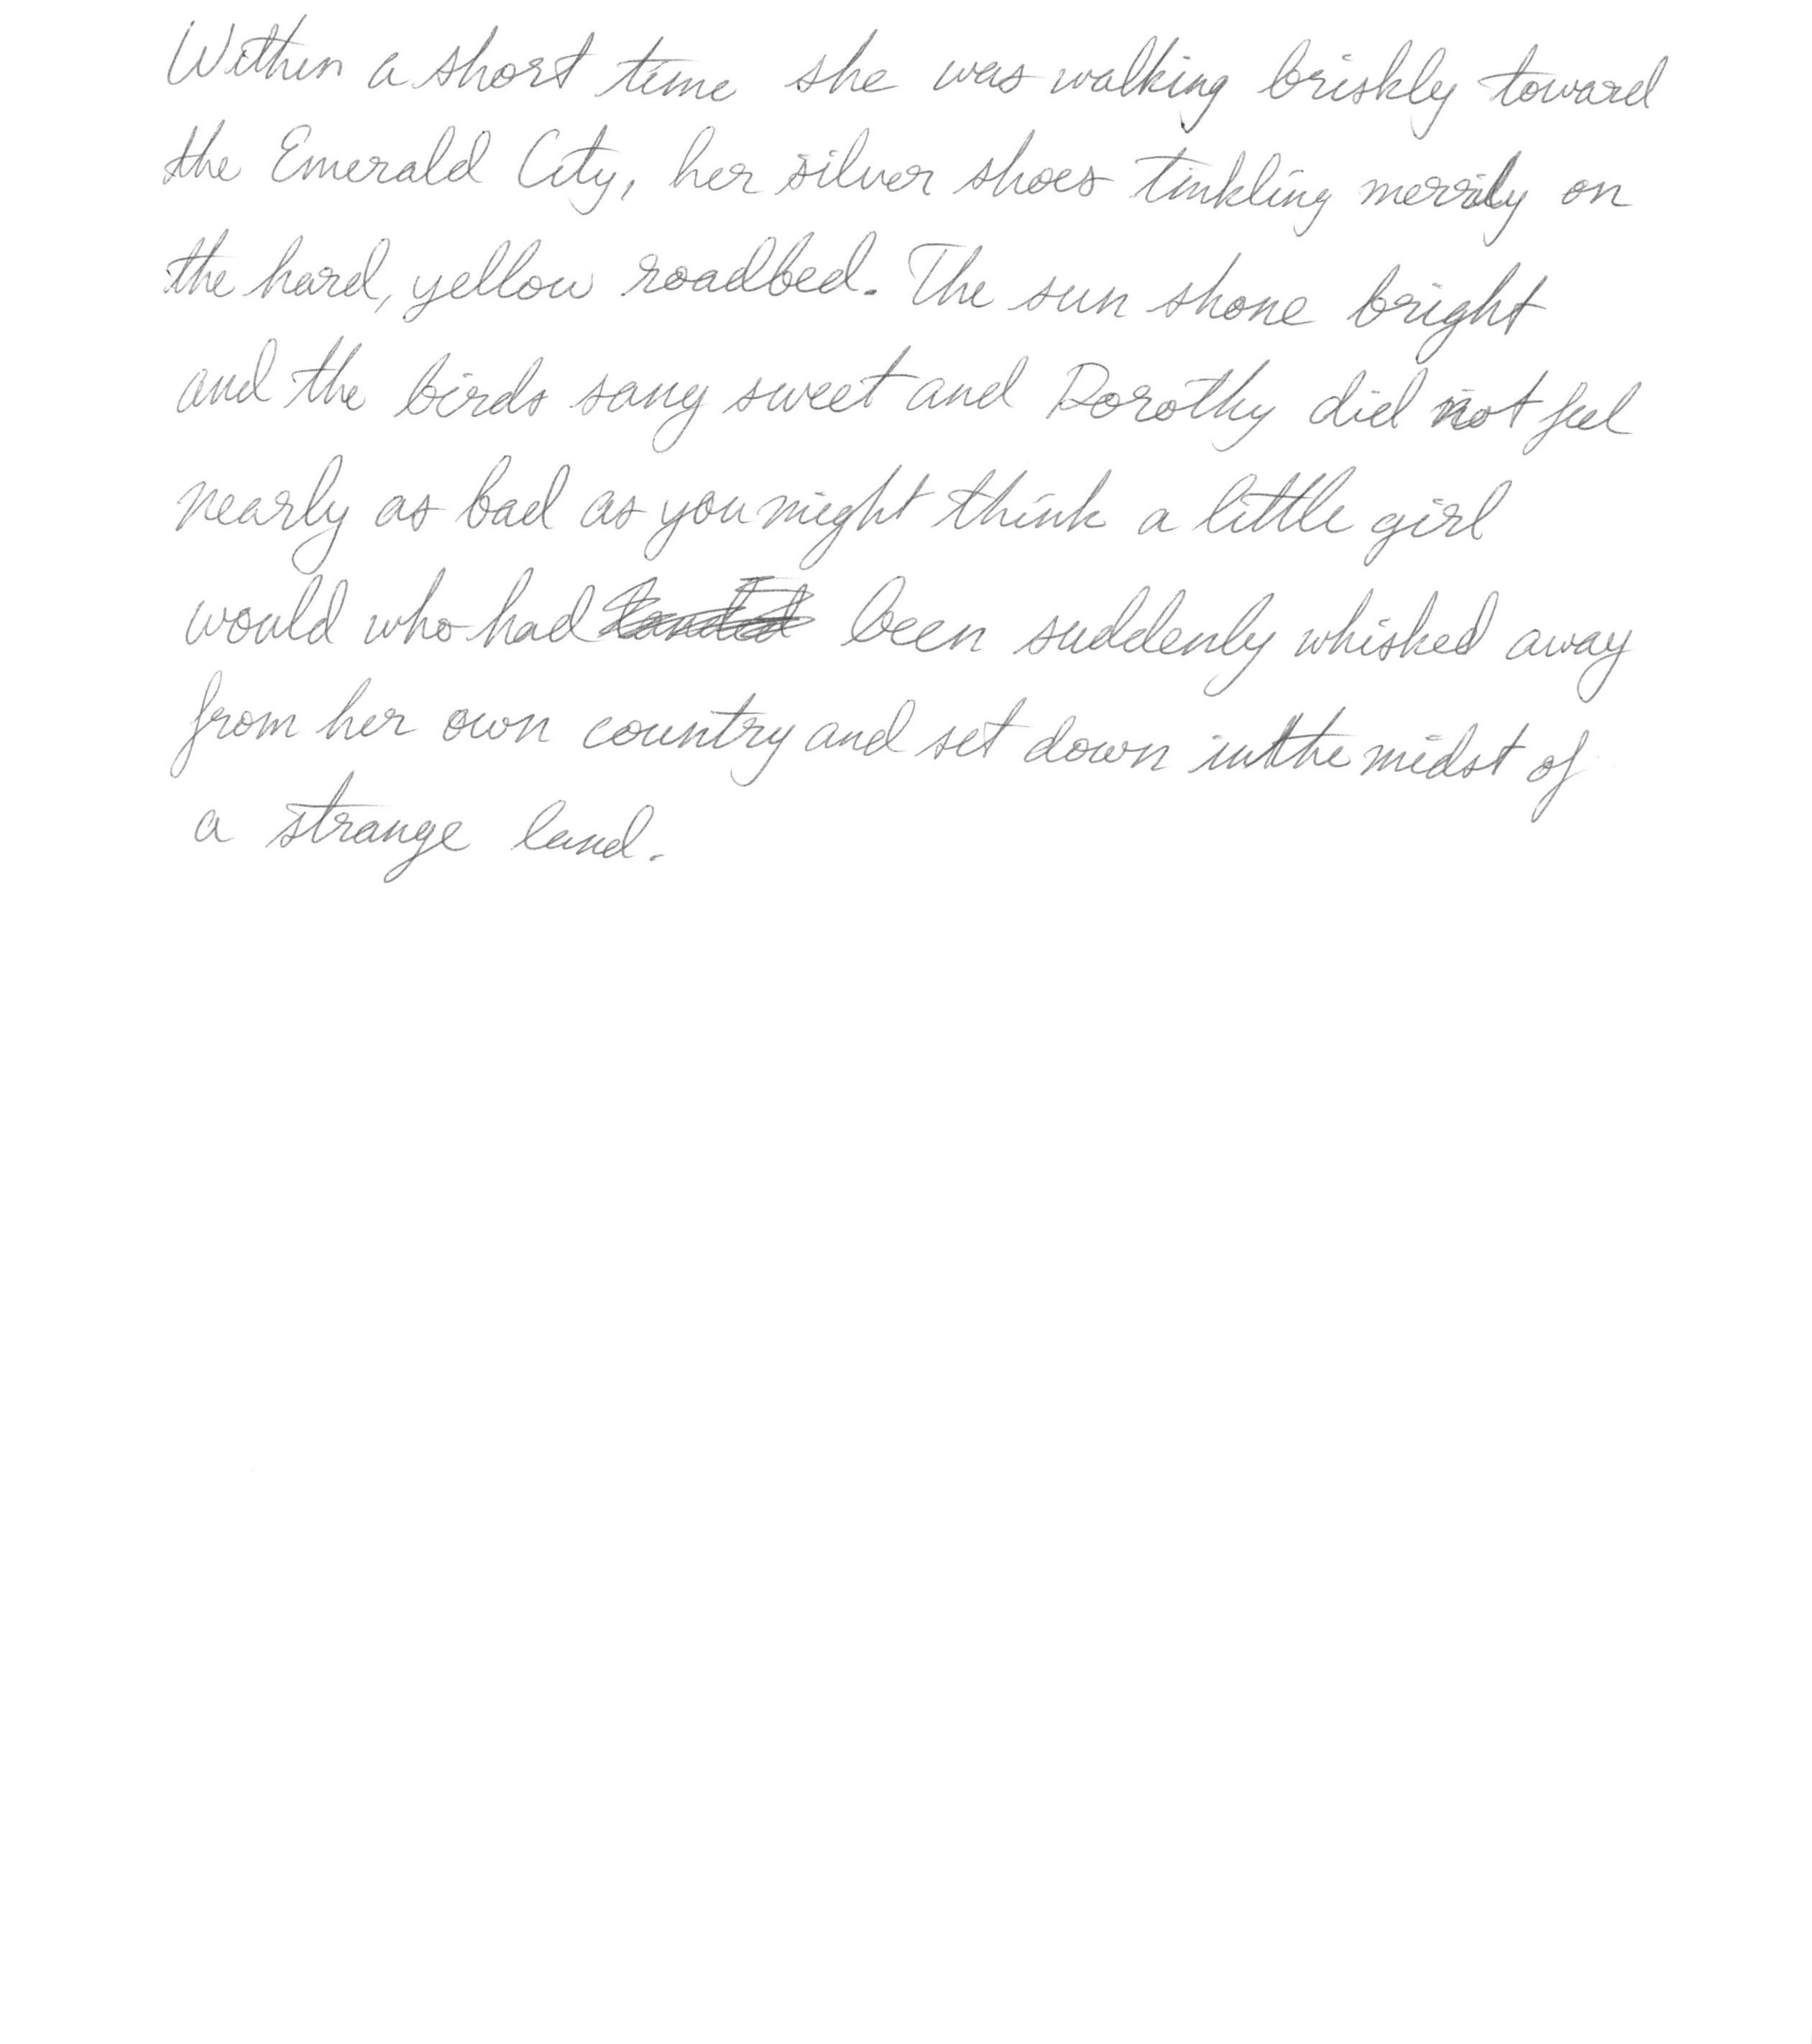 Within a short time she was walking briskly toward
the Emerald City, her silver shoes tinkling merrily on
the hard, yellow roadbed. The sun shone bright
and the birds sang sweet and Dorothy did not feel
nearly as bad as you might think a little girl
would who had been suddenly whisked away
from her own country and set down in the midst of
a strange land.